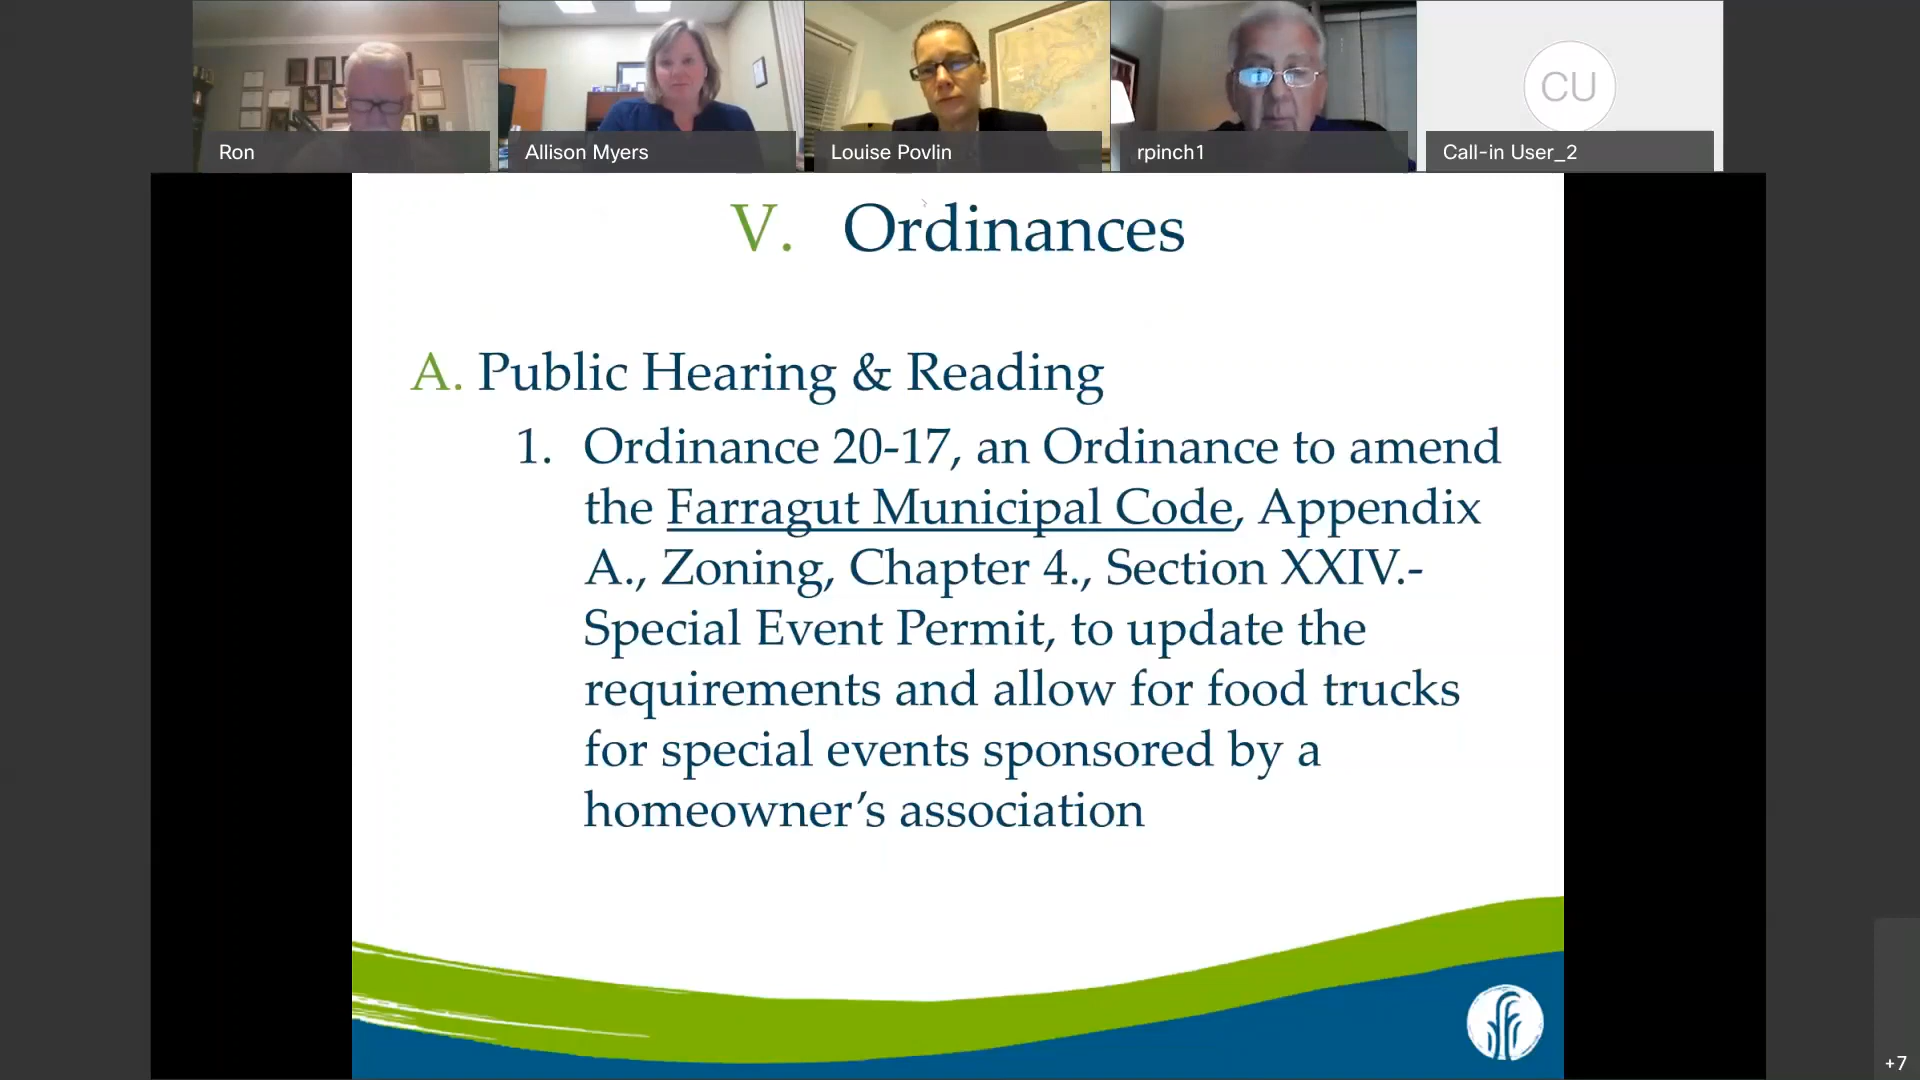 Ron
Allison Myers
Louise Povlin
rpinch1
CU
Call-in User_2
V. Ordinances
A. Public Hearing & Reading
1. Ordinance 20-17, an Ordinance to amend
the Farragut Municipal Code, Appendix
A., Zoning, Chapter 4., Section XXIV.-
Special Event Permit, to update the
requirements and allow for food trucks
for special events sponsored by a
homeowner’s association
+7